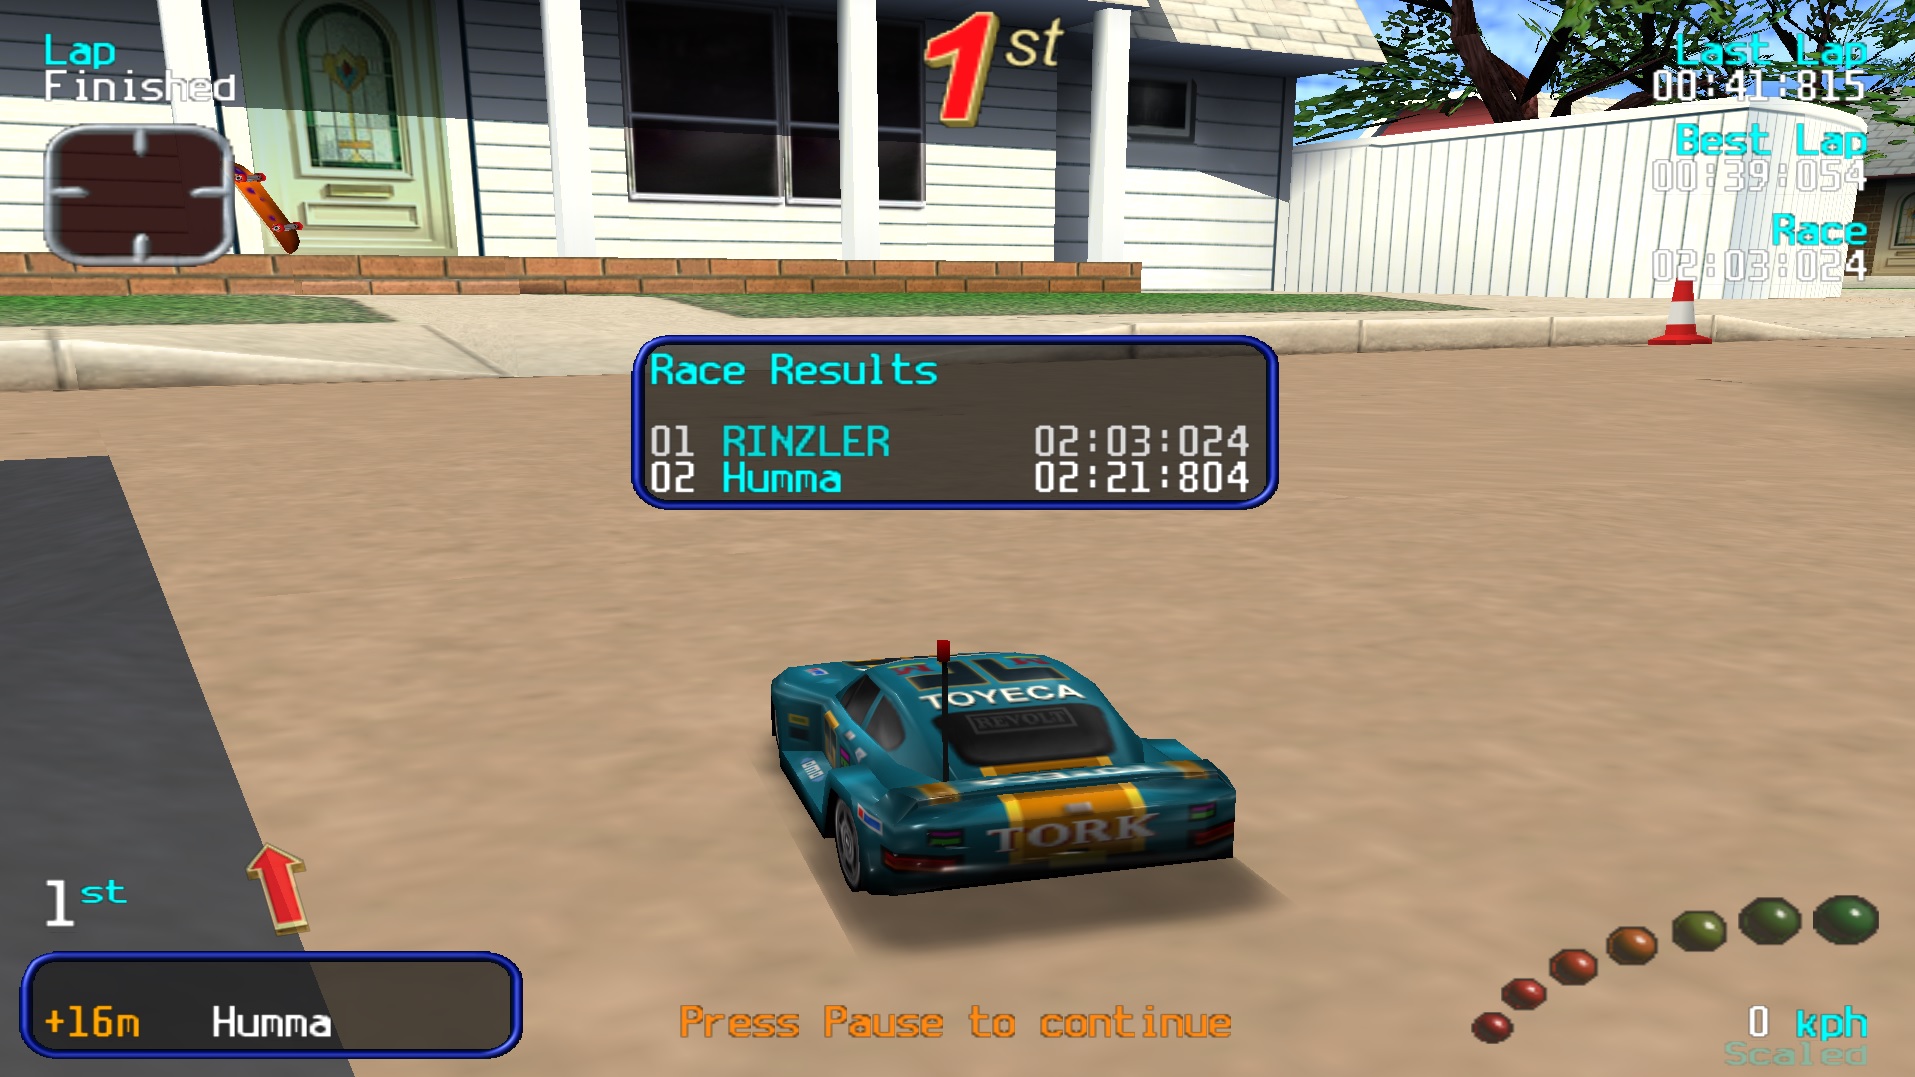 Lap
Finished
1st
Last Lap
00:41:815
Best Lap
00:39:054
Race
02:03:024
Race Results
01 RINZLER 02:03:024
02 Humma 02:21:804
TOYECA
REVOLT
TORK
1st
+16m Humma
Press Pause to continue
0 kph
Scaled